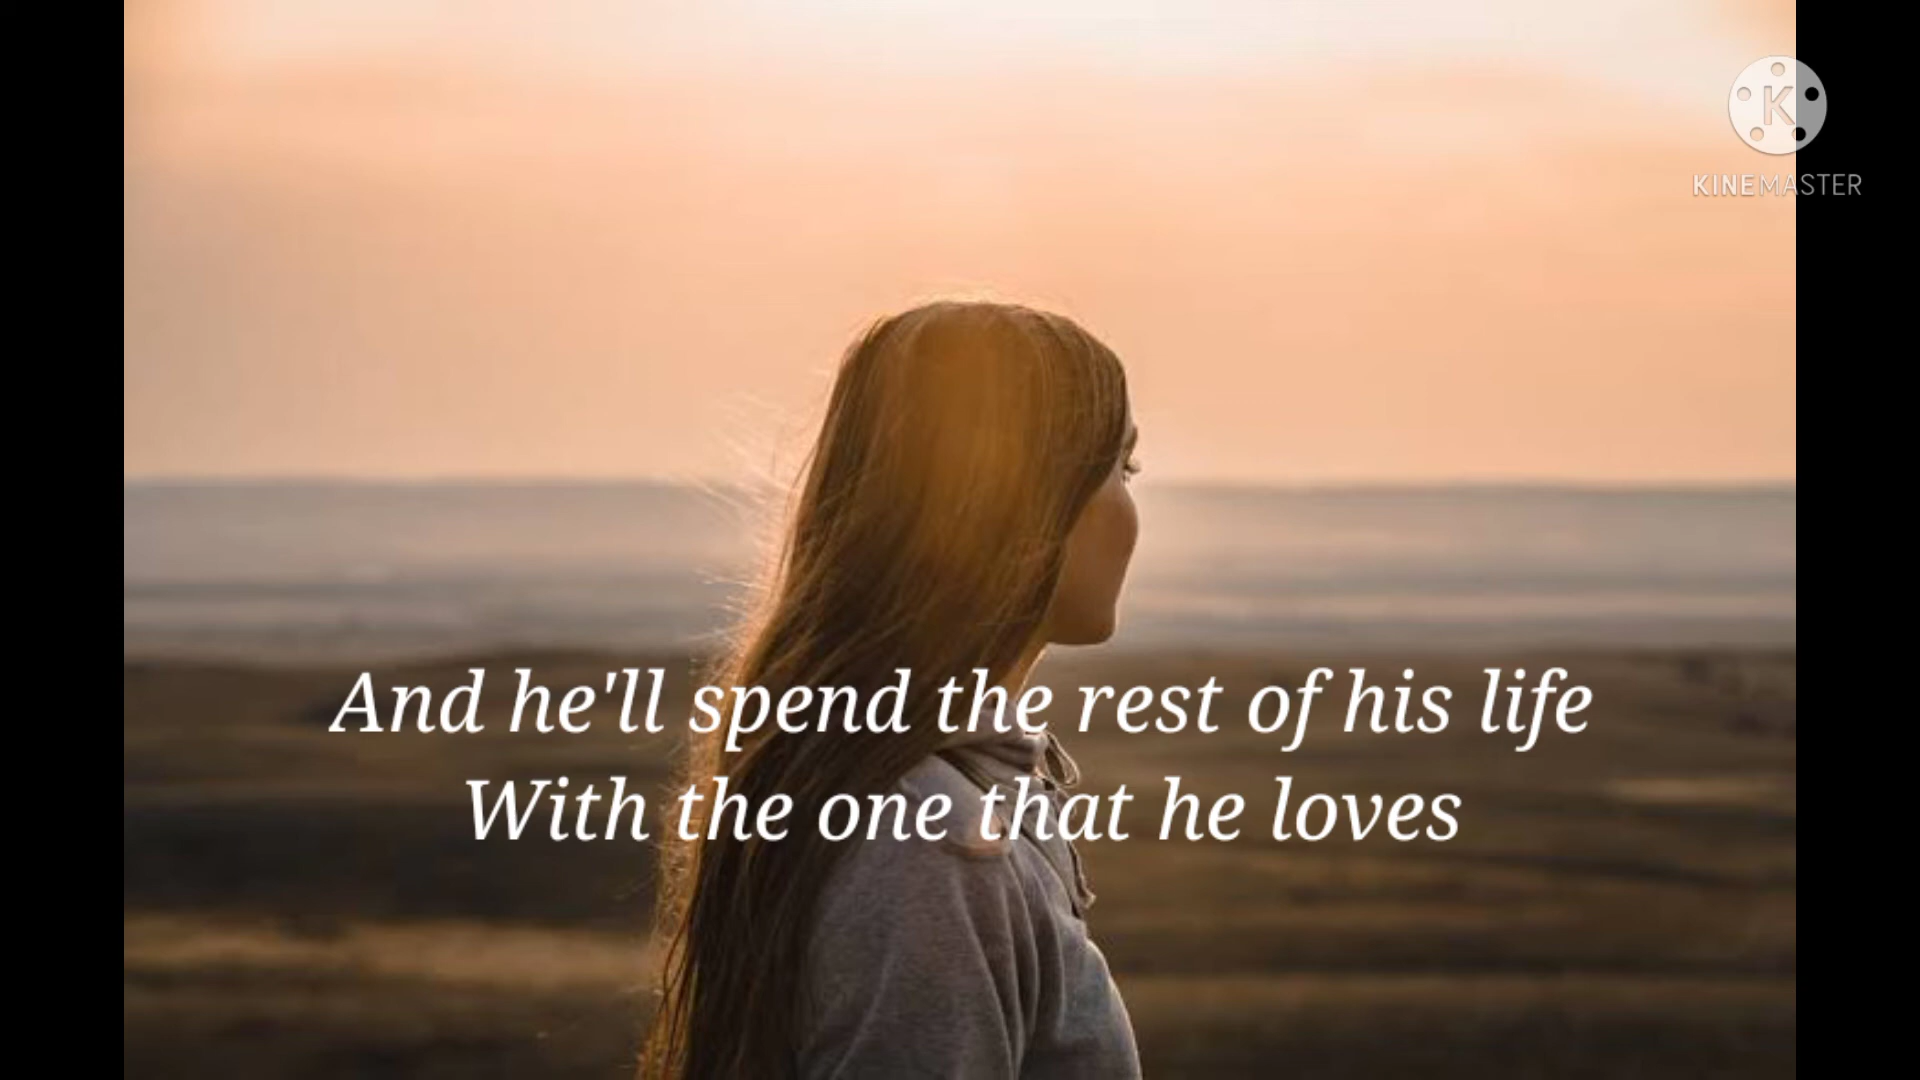 K
KINEMASTER
And he'll spend the rest of his life
With the one that he loves